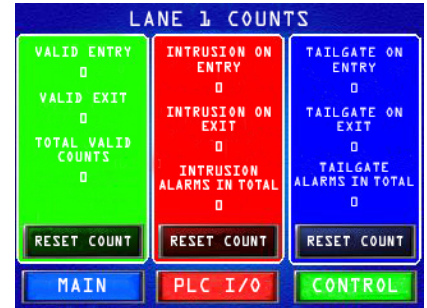 LANE 1 COUNTS
VALID ENTRY
0
VALID EXIT
0
TOTAL VALID
COUNTS
0
RESET COUNT
INTRUSION ON
ENTRY
0
INTRUSION ON
EXIT
0
INTRUSION
ALARMS IN TOTAL
0
RESET COUNT
TAILGATE ON
ENTRY
0
TAILGATE ON
EXIT
0
TAILGATE
ALARMS IN TOTAL
0
RESET COUNT
MAIN
PLC I/O
CONTROL